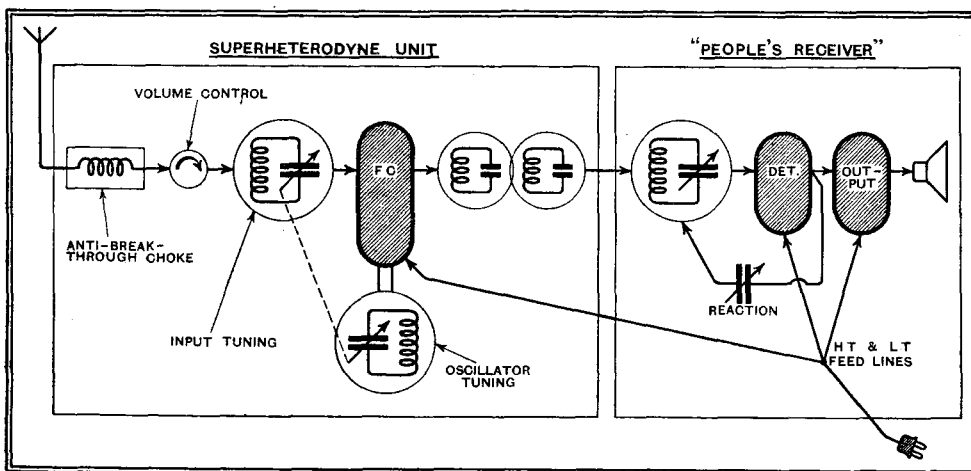 SUPERHETERODYNE UNIT
"PEOPLE'S RECEIVER"
VOLUME CONTROL
ANTI-BREAK-
THROUGH CHOKE
INPUT TUNING
F C
OSCILLATOR
TUNING
DET.
OUT-
PUT
REACTION
HT & LT
FEED LINES